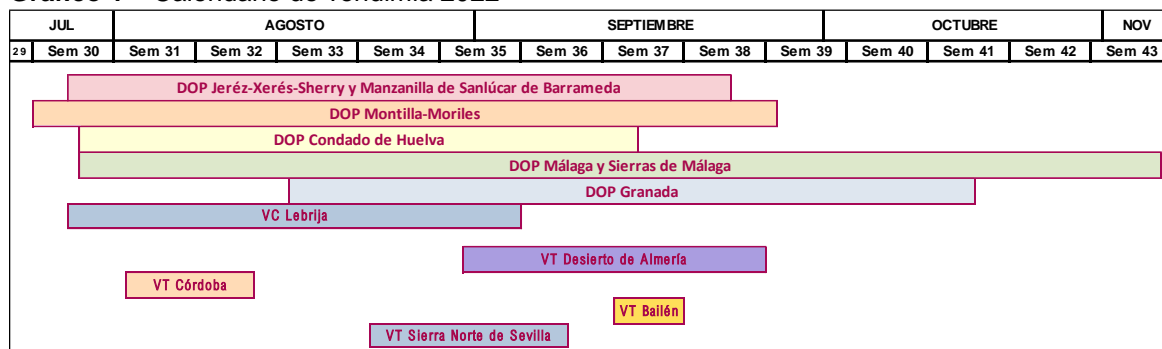 JUL AGOSTO SEPTIEMBRE OCTUBRE NOV
29 Sem 30 Sem 31 Sem 32 Sem 33 Sem 34 Sem 35 Sem 36 Sem 37 Sem 38 Sem 39 Sem 40 Sem 41 Sem 42 Sem 43
DOP Jeréz-Xerés-Sherry y Manzanilla de Sanlúcar de Barrameda
DOP Montilla-Moriles
DOP Condado de Huelva
DOP Málaga y Sierras de Málaga
DOP Granada
VC Lebrija
VT Desierto de Almería
VT Córdoba
VT Bailén
VT Sierra Norte de Sevilla